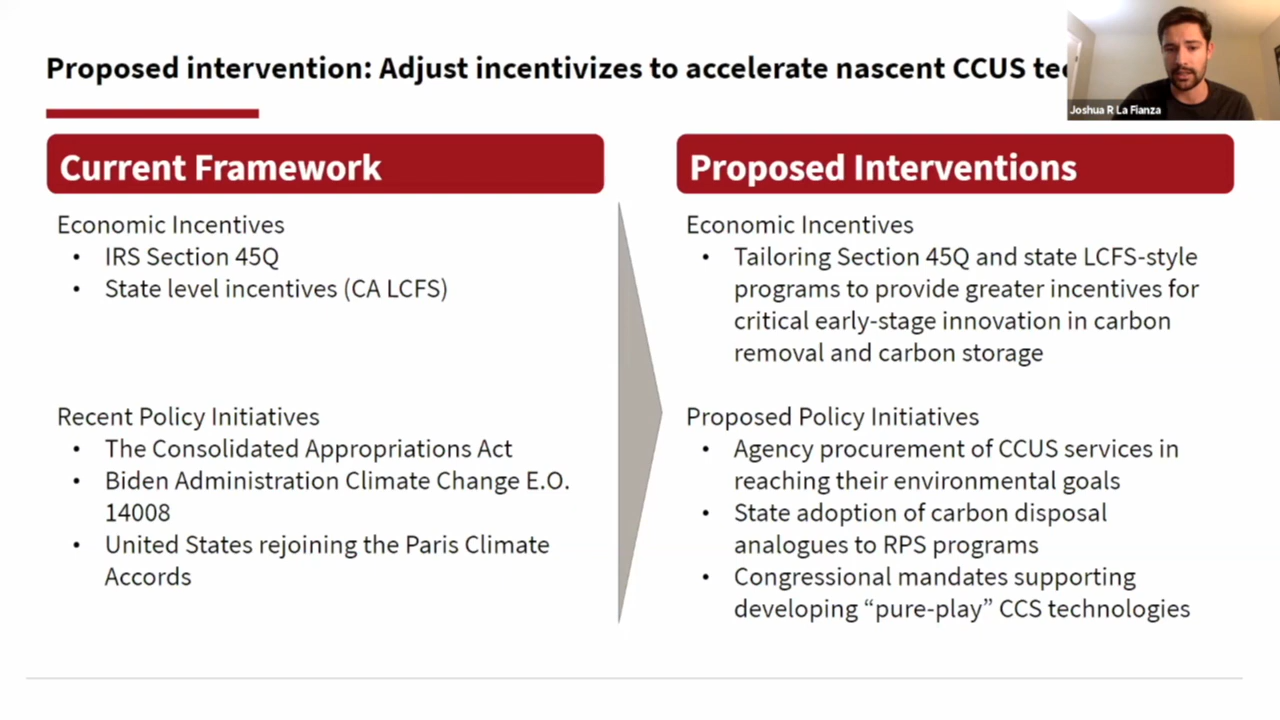 Proposed intervention: Adjust incentivizes to accelerate nascent CCUS
Joshua R La Fianza
Current Framework
Economic Incentives
• IRS Section 45Q
• State level incentives (CA LCFS)
Recent Policy Initiatives
• The Consolidated Appropriations Act
• Biden Administration Climate Change E.O.
14008
• United States rejoining the Paris Climate
Accords
Proposed Interventions
Economic Incentives
• Tailoring Section 45Q and state LCFS-style
programs to provide greater incentives for
critical early-stage innovation in carbon
removal and carbon storage
Proposed Policy Initiatives
• Agency procurement of CCUS services in
reaching their environmental goals
• State adoption of carbon disposal
analogues to RPS programs
• Congressional mandates supporting
developing “pure-play” CCS technologies